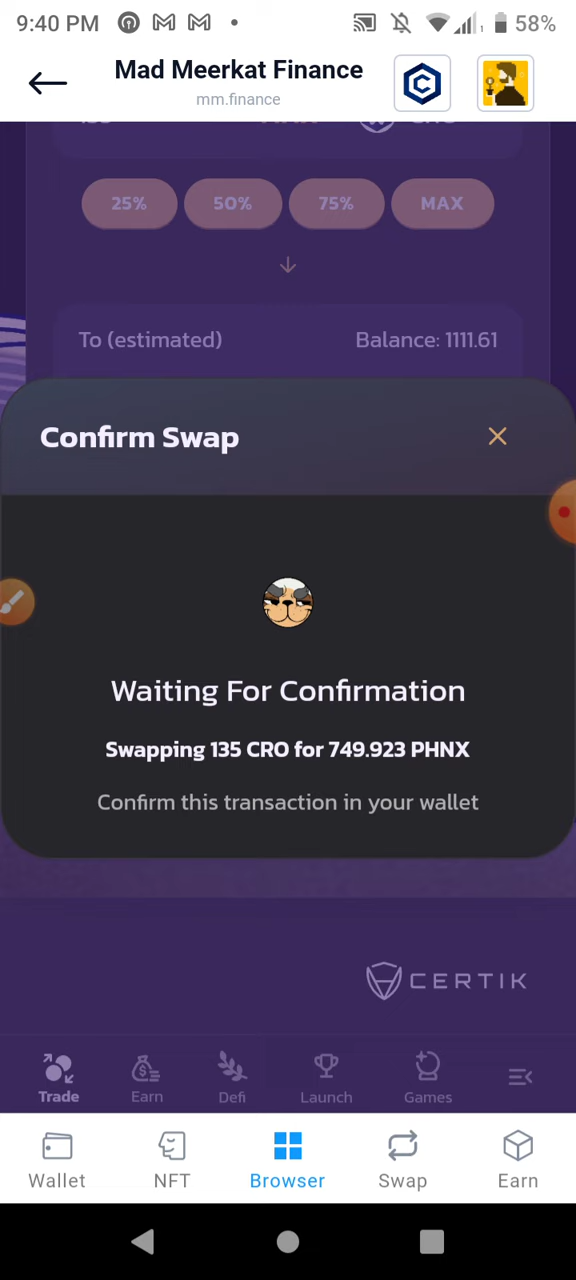 9:40 PM 58%
Mad Meerkat Finance
mm.finance
25% 50% 75% MAX
To (estimated) Balance: 1111.61
Confirm Swap
Waiting For Confirmation
Swapping 135 CRO for 749.923 PHNX
Confirm this transaction in your wallet
CERTIK
Trade Earn Defi Launch Games
Wallet NFT Browser Swap Earn